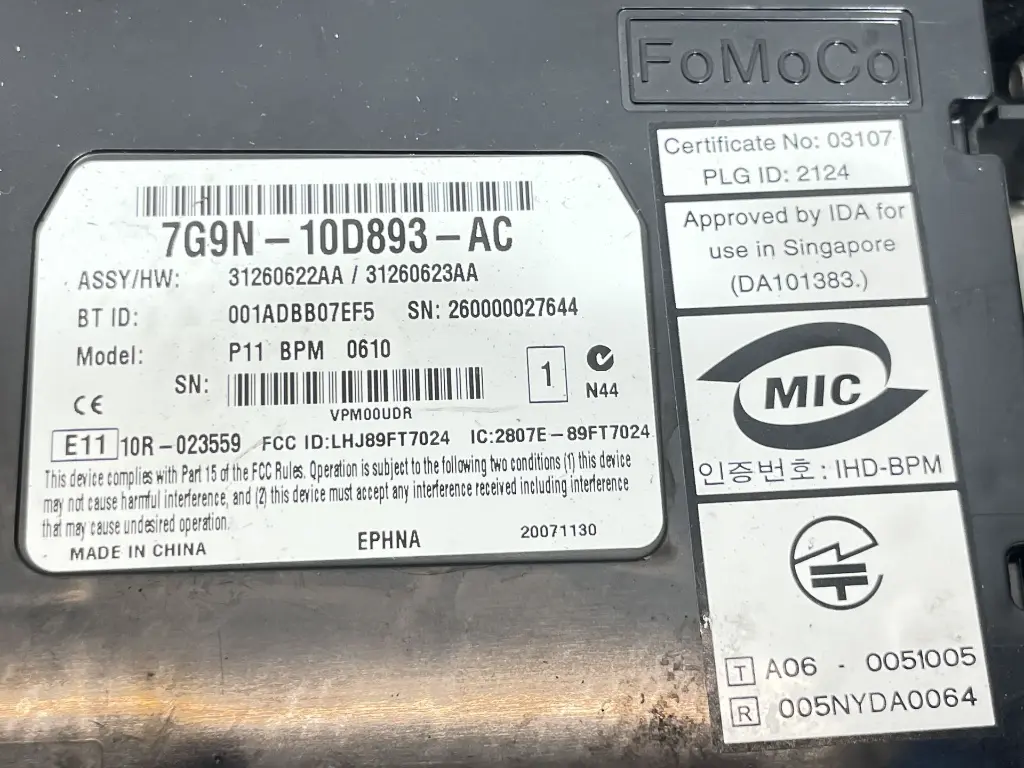 FoMoCo
7G9N-10D893-AC
ASSY/HW: 31260622AA / 31260623AA
BT ID: 001ADBB07EF5 SN: 260000027644
Model: P11 BPM 0610
1
SN:
N44
VPM00UDR
CE
E11 10R-023559 FCC ID:LHJ89FT7024 IC:2807E-89FT7024
This device complies with Part 15 of the FCC Rules. Operation is subject to the following two conditions (1) this device
may not cause harmful interference, and (2) this device must accept any interference received including interference
that may cause undesired operation.
MADE IN CHINA EPHNA 20071130
Certificate No: 03107
PLG ID: 2124
Approved by IDA for
use in Singapore
(DA101383.)
MIC
인증번호: IHD-BPM
T A06 - 0051005
R 005NYDA0064